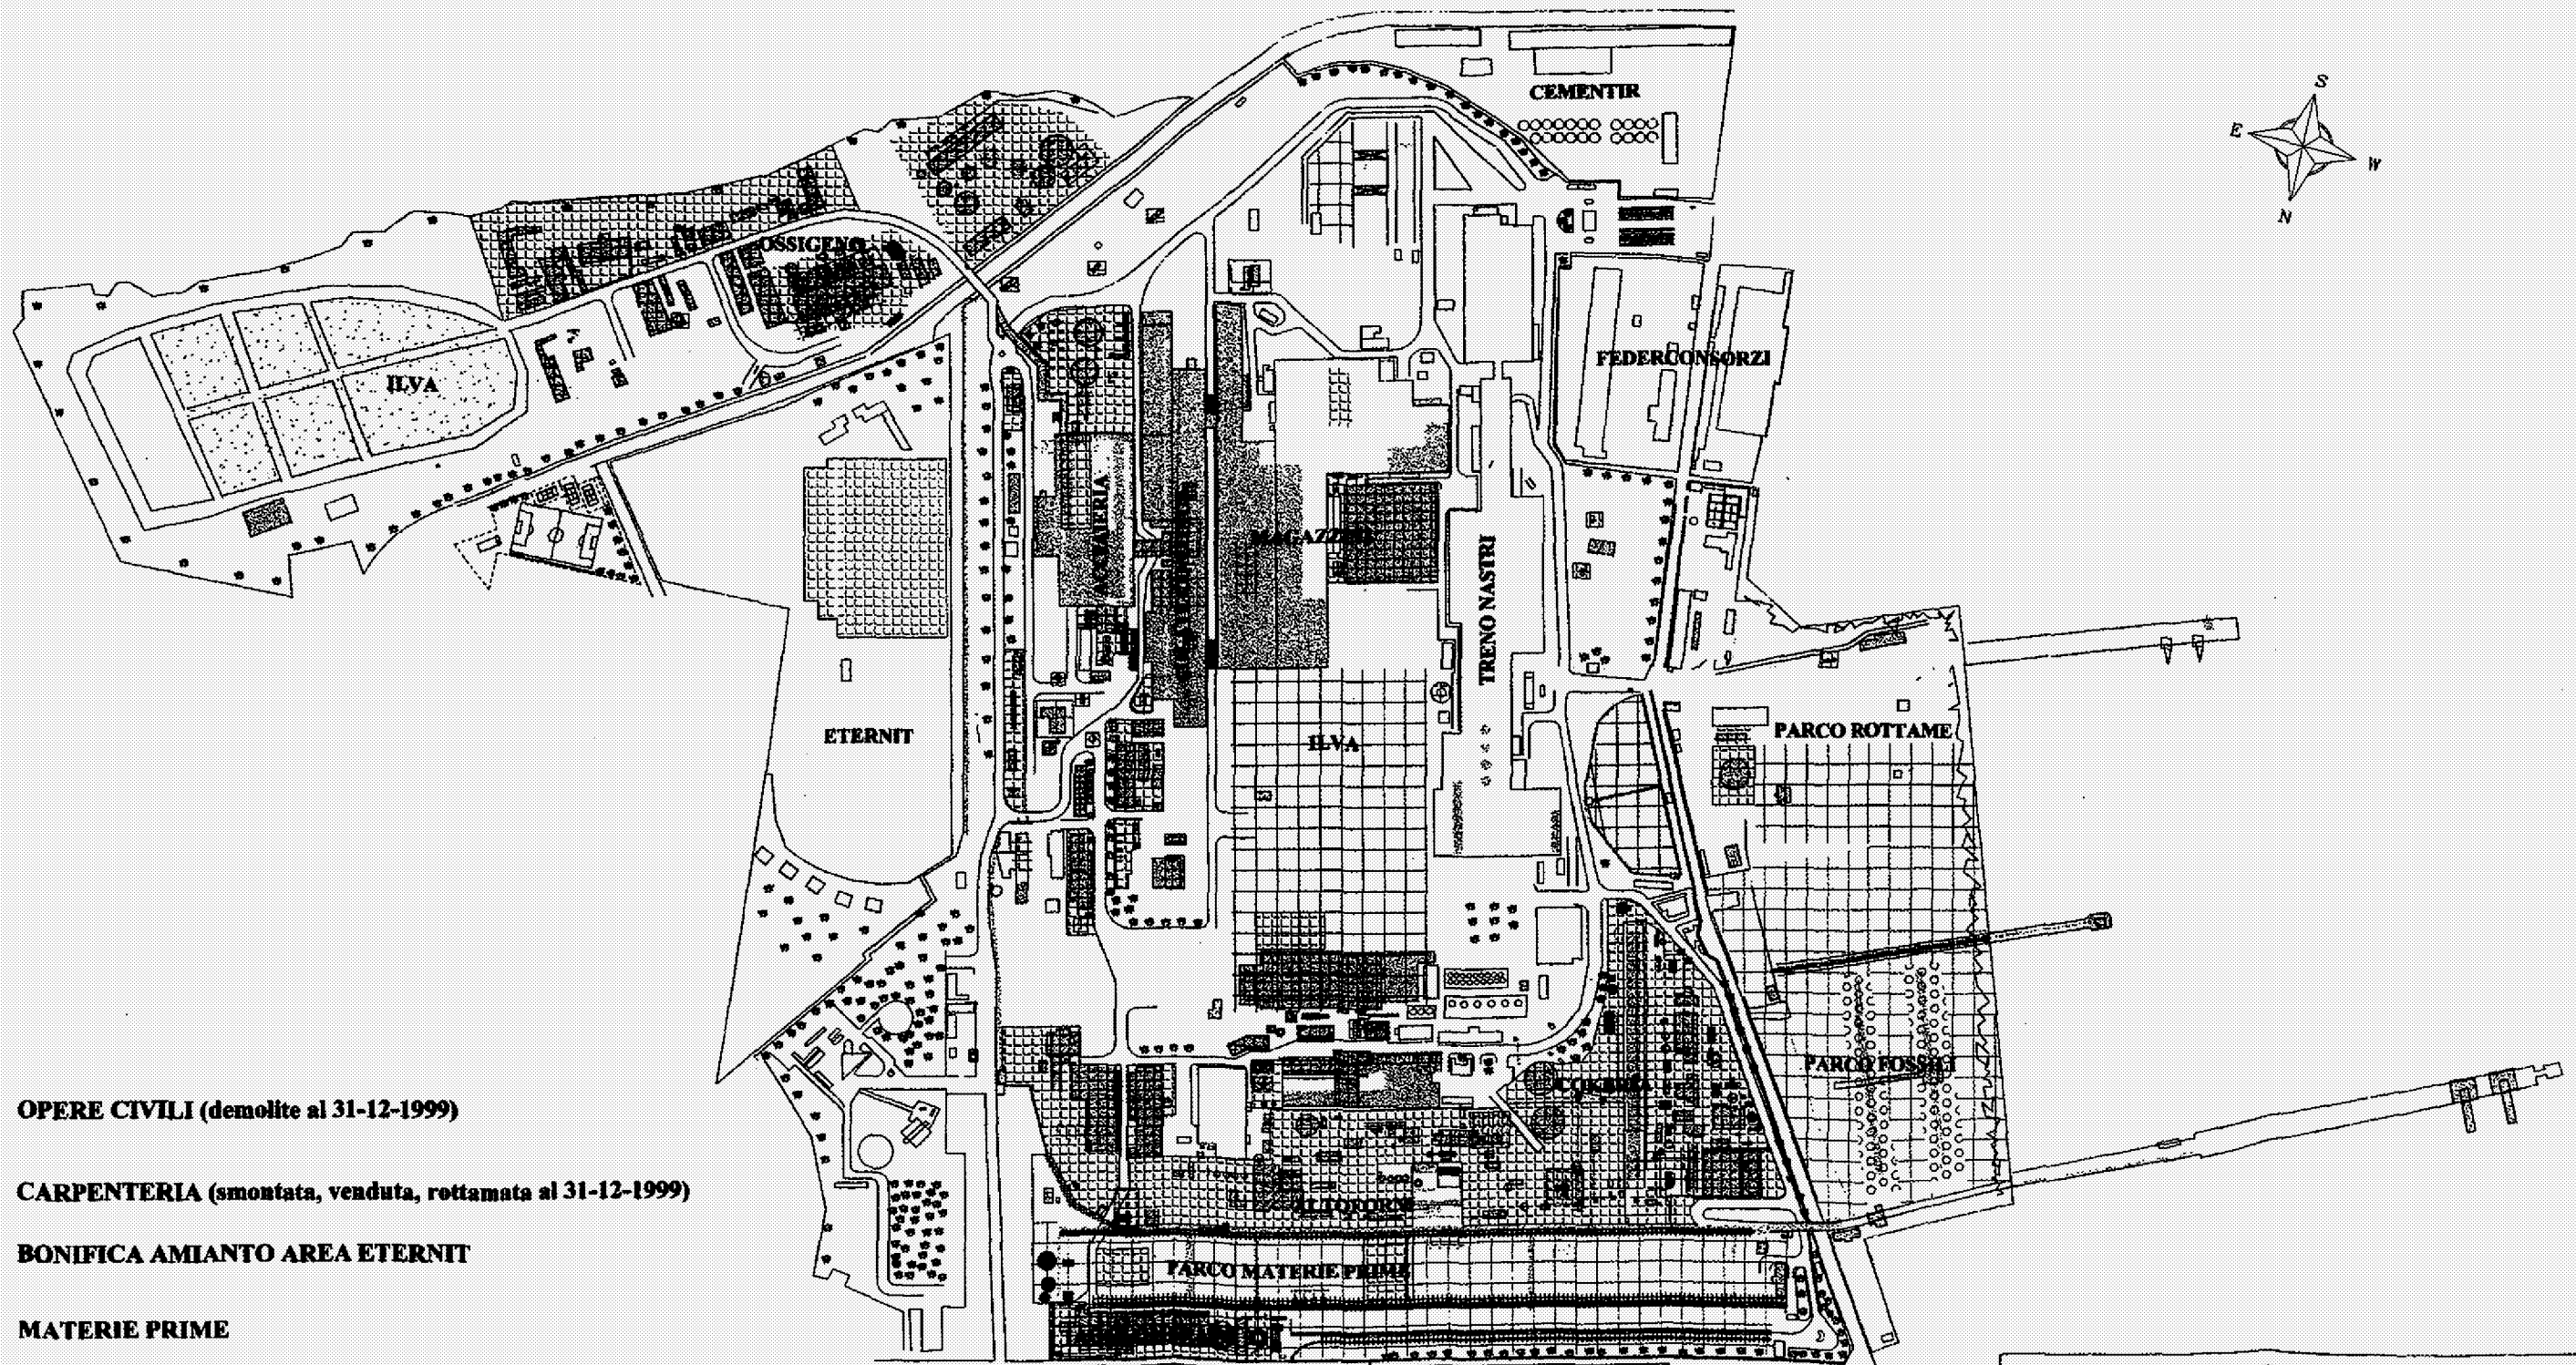 CEMENTIR
S
E
W
N
OSSIGENO
FEDERCONSORZI
ILVA
ACCIAIERIA
MAGAZZINI
TRENO NASTRI
ETERNIT
PARCO ROTTAME
ILVA
PARCO FOSSILI
COKERIA
OPERE CIVILI (demolite al 31-12-1999)
CARPENTERIA (smontata, venduta, rottamata al 31-12-1999)
ALTOFORNI
BONIFICA AMIANTO AREA ETERNIT
PARCO MATERIE PRIME
MATERIE PRIME